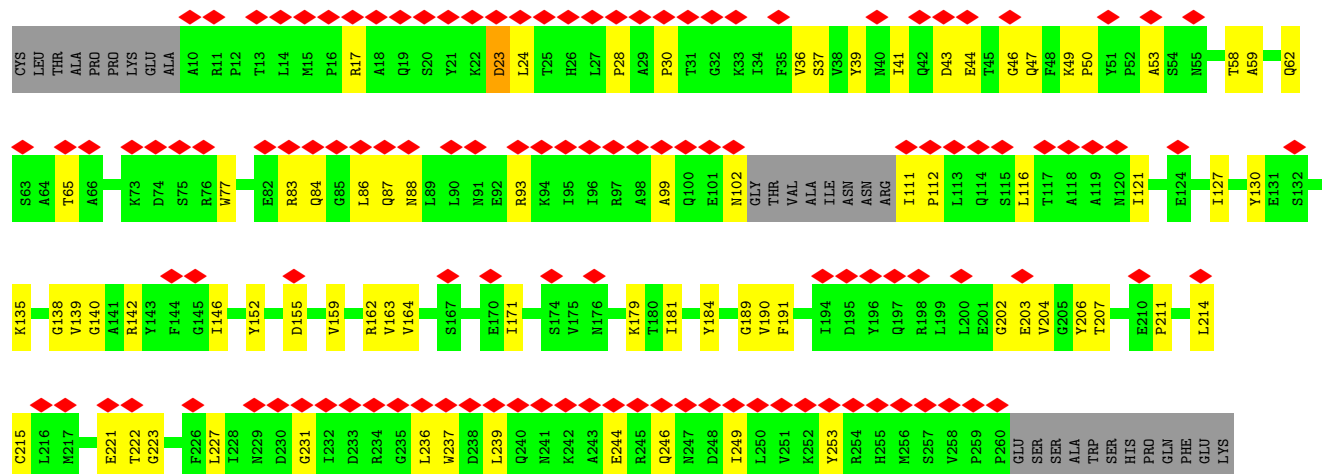 CYS LEU THR ALA PRO PRO LYS GLU ALA A10 R11 P12 T13 L14 M15 P16 R17 A18 Q19 S20 Y21 K22 D23 L24 T25 H26 L27 P28 A29 P30 T31 G32 K33 I34 F35 V36 S37 V38 Y39 N40 I41 Q42 D43 E44 T45 G46 Q47 F48 K49 P50 Y51 P52 A53 S54 N55 T58 A59 Q62
S63 A64 T65 A66 K73 D74 S75 R76 W77 E82 R83 Q84 G85 L86 Q87 N88 L89 L90 N91 E92 R93 K94 I95 I96 R97 A98 A99 Q100 E101 N102 GLY THR VAL ALA ILE ASN ASN ARG I111 P112 L113 Q114 S115 L116 T117 A118 A119 N120 I121 E124 I127 Y130 E131 S132
K135 G138 V139 G140 A141 R142 Y143 F144 G145 I146 Y152 D155 V159 R162 V163 V164 S167 E170 I171 S174 V175 N176 K179 T180 I181 Y184 G189 V190 F191 I194 D195 Y196 Q197 R198 L199 L200 E201 G202 E203 V204 G205 Y206 T207 E210 P211 L214
C215 L216 M217 E221 T222 G223 F226 L227 I228 N229 D230 G231 I232 D233 R234 G235 L236 W237 D238 L239 Q240 N241 K242 A243 E244 R245 Q246 N247 D248 I249 L250 V251 K252 Y253 R254 H255 M256 S257 V258 P259 P260 GLU SER SER ALA TRP SER HIS PRO GLN PHE GLU LYS